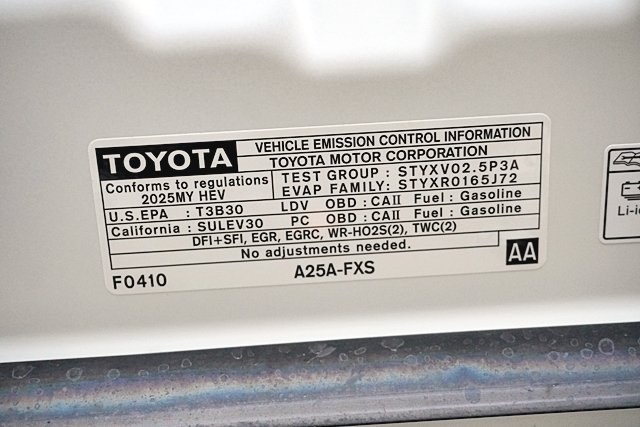 TOYOTA
VEHICLE EMISSION CONTROL INFORMATION
TOYOTA MOTOR CORPORATION
Conforms to regulations
2025MY HEV
TEST GROUP : STYXV02.5P3A
EVAP FAMILY: STYXR0165J72
U.S.EPA : T3B30 LDV OBD : CAII Fuel : Gasoline
California : SULEV30 PC OBD : CAII Fuel : Gasoline
DFI+SFI, EGR, EGRC, WR-HO2S(2), TWC(2)
No adjustments needed.
AA
F0410 A25A-FXS
Li-io